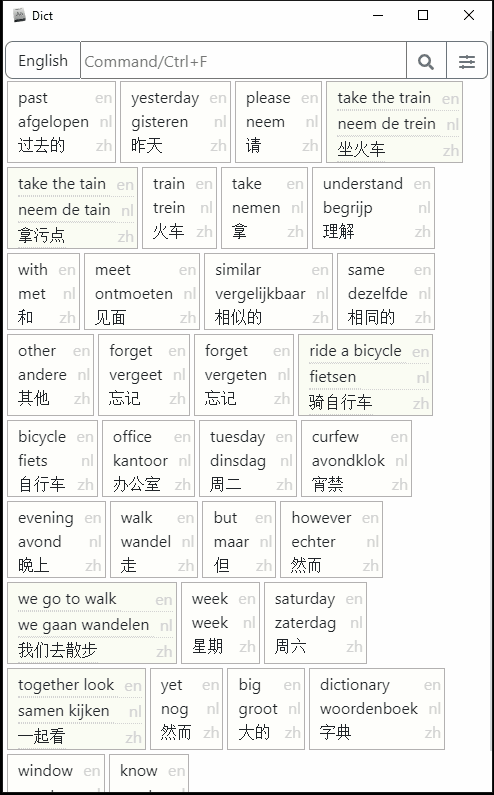 Dict
English Command/Ctrl+F
past en
afgelopen nl
过去的 zh
yesterday en
gisteren nl
昨天 zh
please en
neem nl
请 zh
take the train en
neem de trein nl
坐火车 zh
take the tain en
neem de tain nl
拿污点 zh
train en
trein nl
火车 zh
take en
nemen nl
拿 zh
understand en
begrijp nl
理解 zh
with en
met nl
和 zh
meet en
ontmoeten nl
见面 zh
similar en
vergelijkbaar nl
相似的 zh
same en
dezelfde nl
相同的 zh
other en
andere nl
其他 zh
forget en
vergeet nl
忘记 zh
forget en
vergeten nl
忘记 zh
ride a bicycle en
fietsen nl
骑自行车 zh
bicycle en
fiets nl
自行车 zh
office en
kantoor nl
办公室 zh
tuesday en
dinsdag nl
周二 zh
curfew en
avondklok nl
宵禁 zh
evening en
avond nl
晚上 zh
walk en
wandel nl
走 zh
but en
maar nl
但 zh
however en
echter nl
然而 zh
we go to walk en
we gaan wandelen nl
我们去散步 zh
week en
week nl
星期 zh
saturday en
zaterdag nl
周六 zh
together look en
samen kijken nl
一起看 zh
yet en
nog nl
然而 zh
big en
groot nl
大的 zh
dictionary en
woordenboek nl
字典 zh
window en
know en